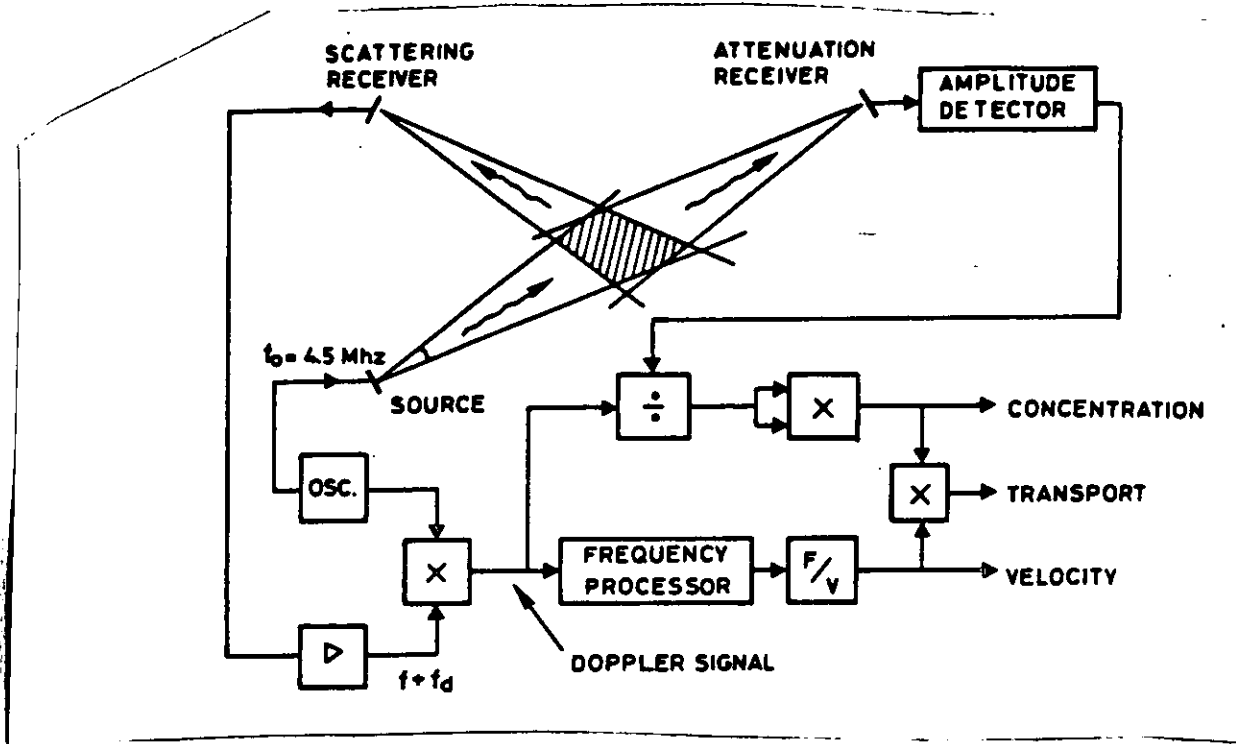 SCATTERING
RECEIVER
ATTENUATION
RECEIVER
AMPLITUDE
DETECTOR
fo = 4.5 Mhz
SOURCE
÷
×
CONCENTRATION
OSC.
×
TRANSPORT
×
FREQUENCY
PROCESSOR
F/V
VELOCITY
▷
f + fd
DOPPLER SIGNAL